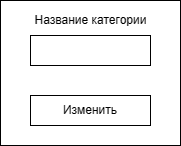 Название категории
Изменить